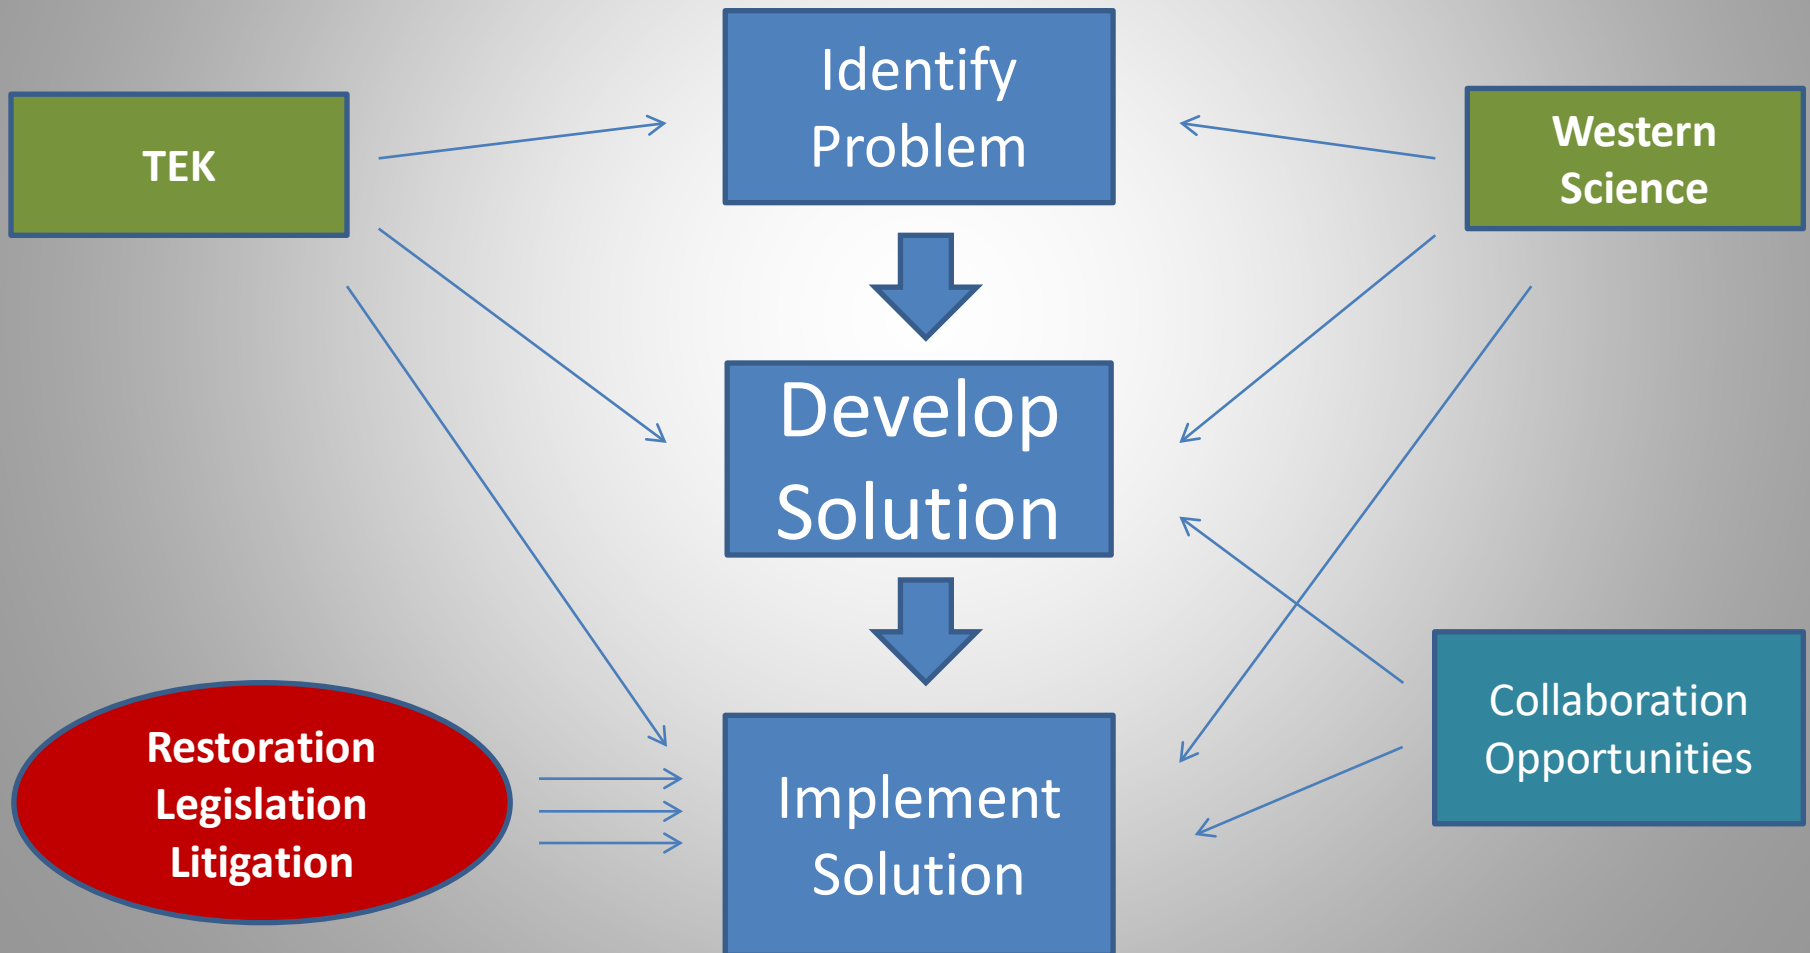 Identify
Problem
TEK
Western
Science
Develop
Solution
Restoration
Legislation
Litigation
Collaboration
Opportunities
Implement
Solution